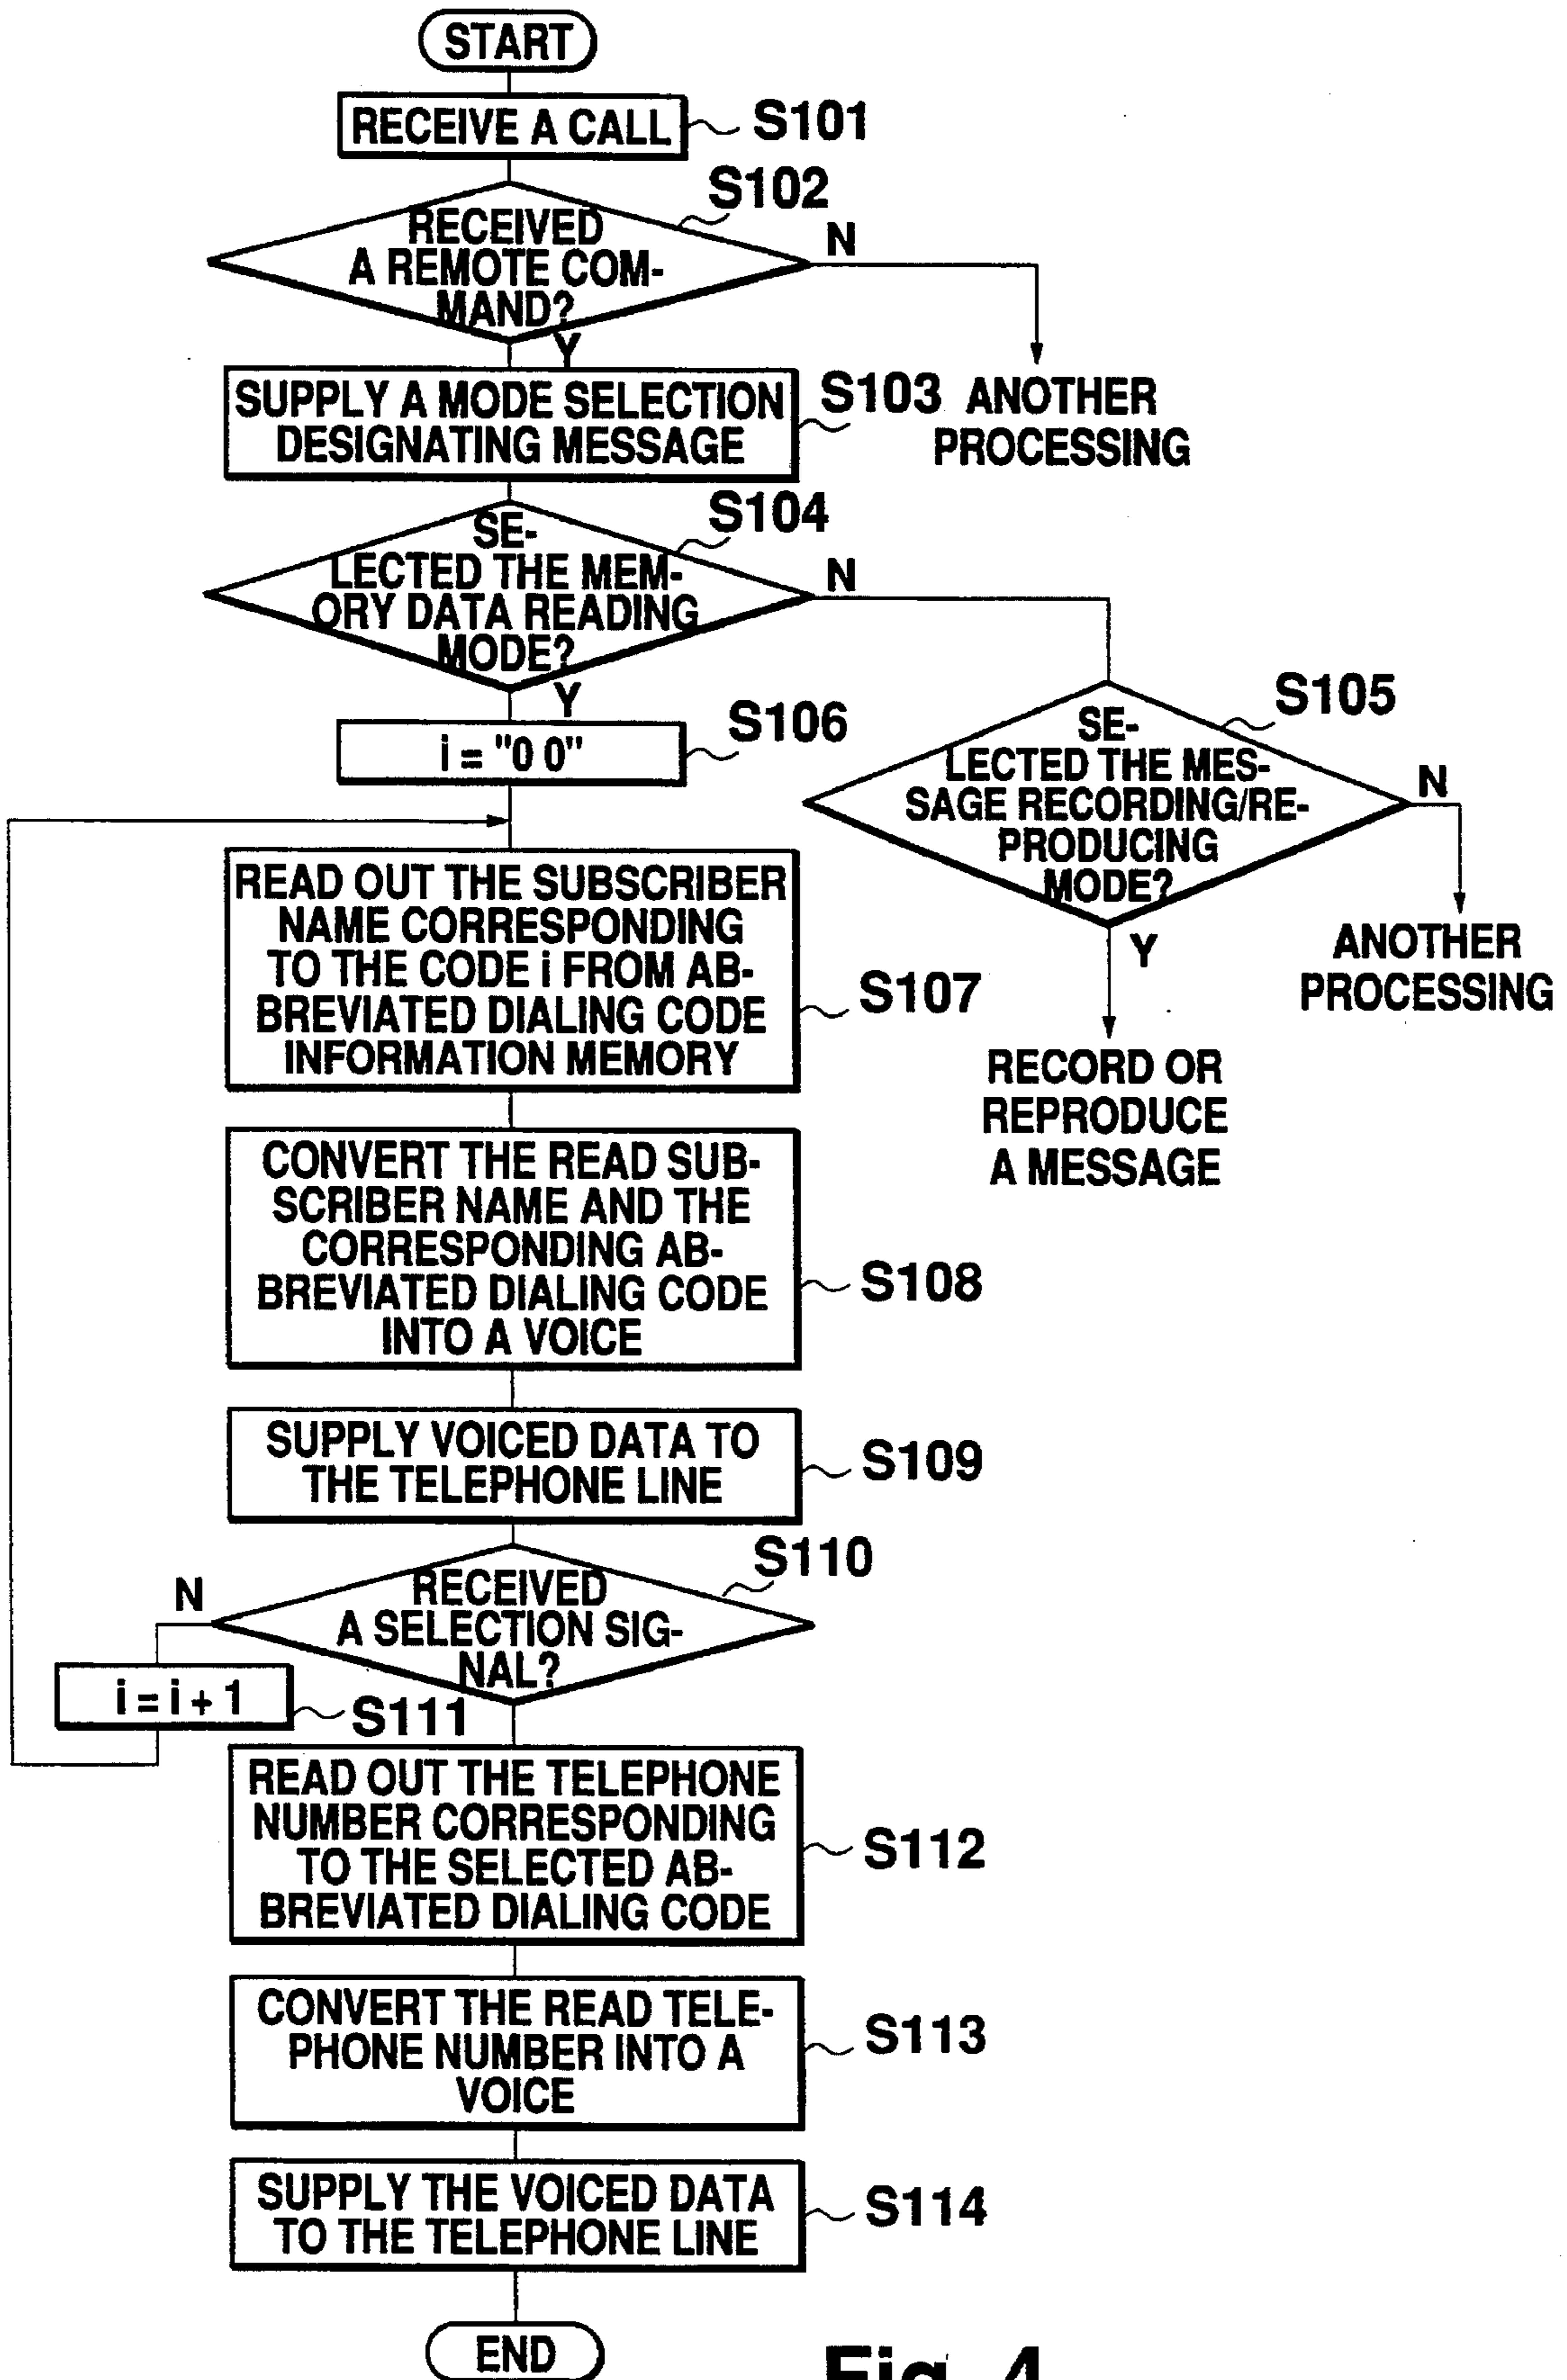 START
RECEIVE A CALL
S101
S102
RECEIVED
A REMOTE COM-
MAND?
N
Y
SUPPLY A MODE SELECTION
DESIGNATING MESSAGE
S103
ANOTHER
PROCESSING
S104
SE-
LECTED THE MEM-
ORY DATA READING
MODE?
N
Y
S105
SE-
LECTED THE MES-
SAGE RECORDING/RE-
PRODUCING
MODE?
N
Y
ANOTHER
PROCESSING
RECORD OR
REPRODUCE
A MESSAGE
i = "0 0"
S106
READ OUT THE SUBSCRIBER
NAME CORRESPONDING
TO THE CODE i FROM AB-
BREVIATED DIALING CODE
INFORMATION MEMORY
S107
CONVERT THE READ SUB-
SCRIBER NAME AND THE
CORRESPONDING AB-
BREVIATED DIALING CODE
INTO A VOICE
S108
SUPPLY VOICED DATA TO
THE TELEPHONE LINE
S109
S110
RECEIVED
A SELECTION SIG-
NAL?
N
i = i + 1
S111
READ OUT THE TELEPHONE
NUMBER CORRESPONDING
TO THE SELECTED AB-
BREVIATED DIALING CODE
S112
CONVERT THE READ TELE-
PHONE NUMBER INTO A
VOICE
S113
SUPPLY THE VOICED DATA
TO THE TELEPHONE LINE
S114
END
Fig. 4